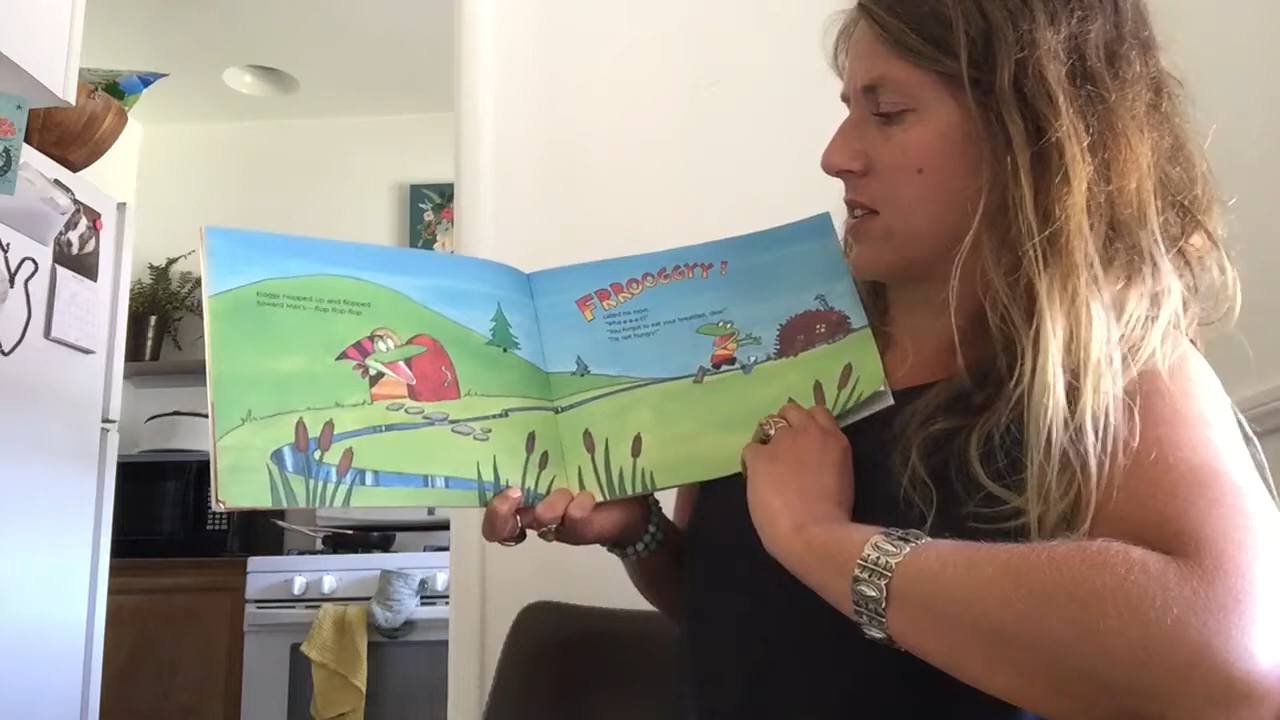 Froggy hopped up and flopped
toward Max's—flop flop flop.
FRROOGGYY!
called his mom.
"Wha-a-a-a-t?"
"You forgot to eat your breakfast, dear!"
"I'm not hungry!"